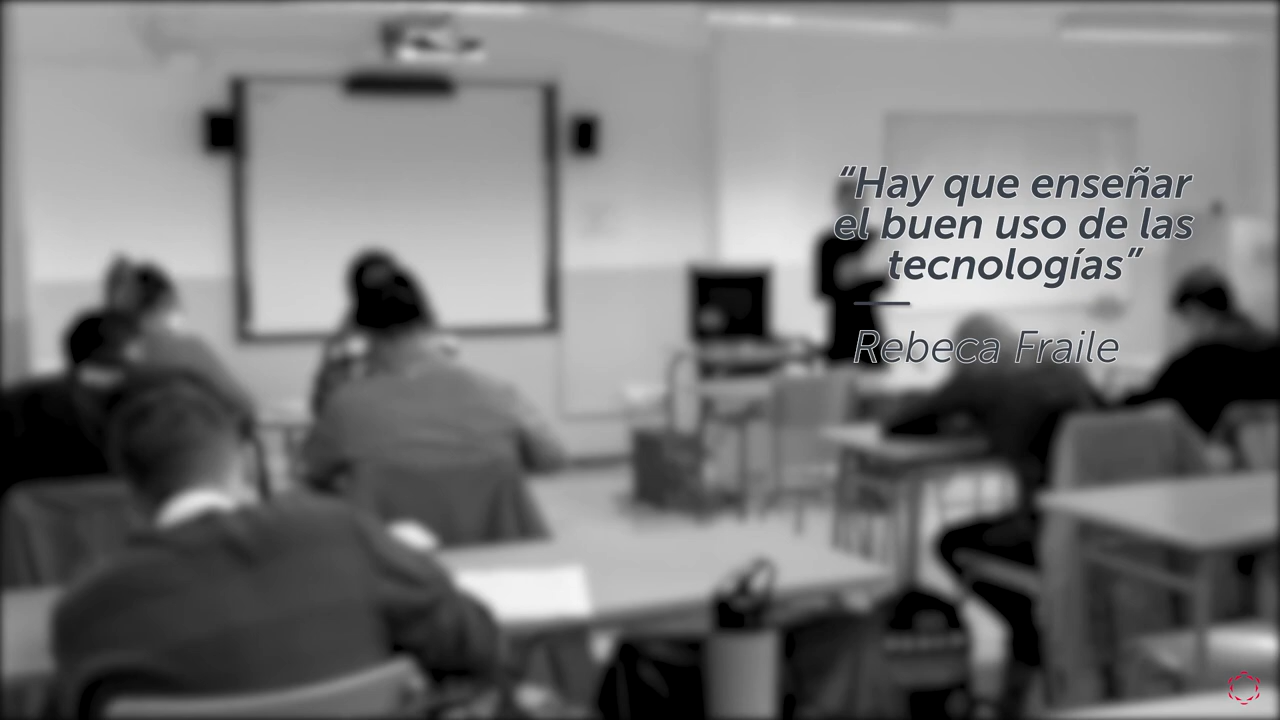 “Hay que enseñar
el buen uso de las
tecnologías”
Rebeca Fraile